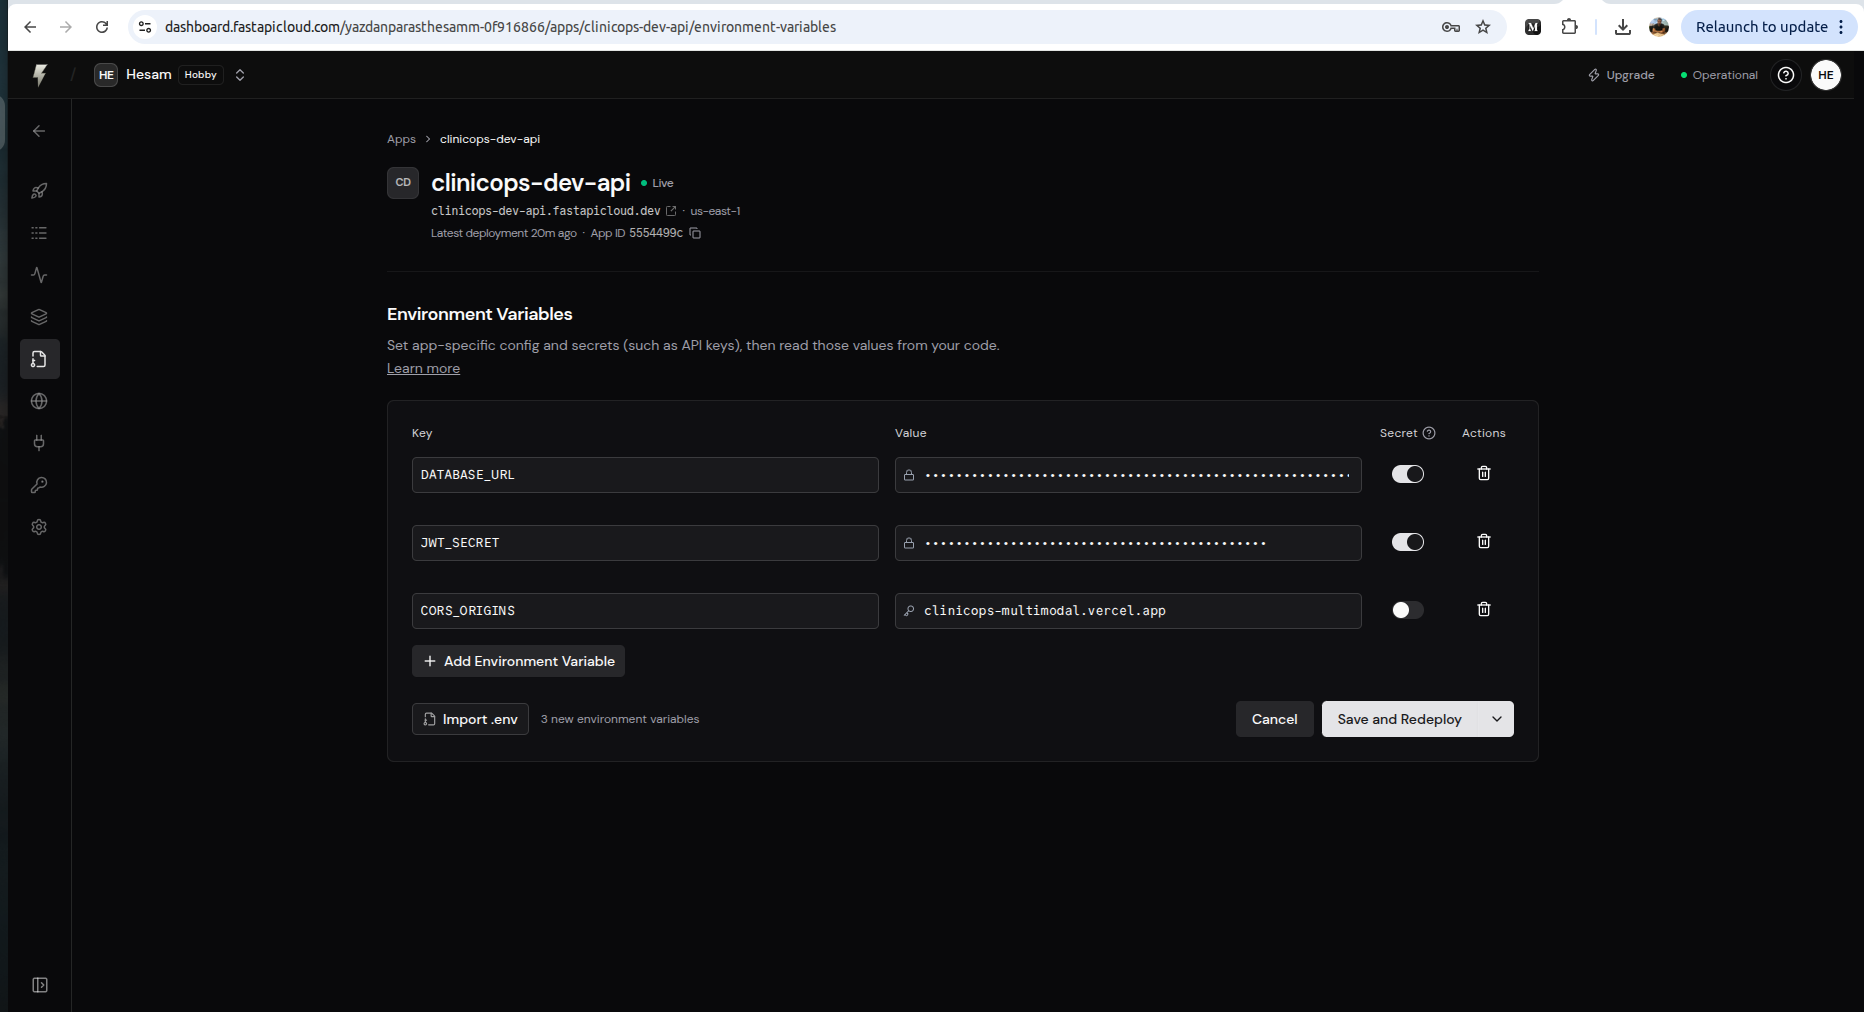 dashboard.fastapicloud.com/yazdanparasthesamm-0f916866/apps/clinicops-dev-api/environment-variables
M
Relaunch to update
HE Hesam Hobby
Upgrade
Operational
HE
Apps > clinicops-dev-api
CD
clinicops-dev-api
Live
clinicops-dev-api.fastapicloud.dev · us-east-1
Latest deployment 20m ago · App ID 5554499c
Environment Variables
Set app-specific config and secrets (such as API keys), then read those values from your code.
Learn more
Key Value Secret Actions
DATABASE_URL
JWT_SECRET
CORS_ORIGINS clinicops-multimodal.vercel.app
+ Add Environment Variable
Import .env 3 new environment variables
Cancel Save and Redeploy